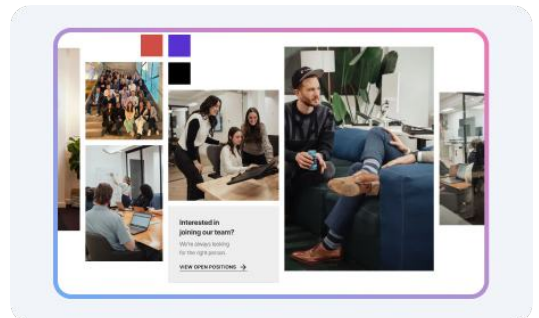 Interested in
joining our team?
We're always looking
for the right person.
VIEW OPEN POSITIONS →